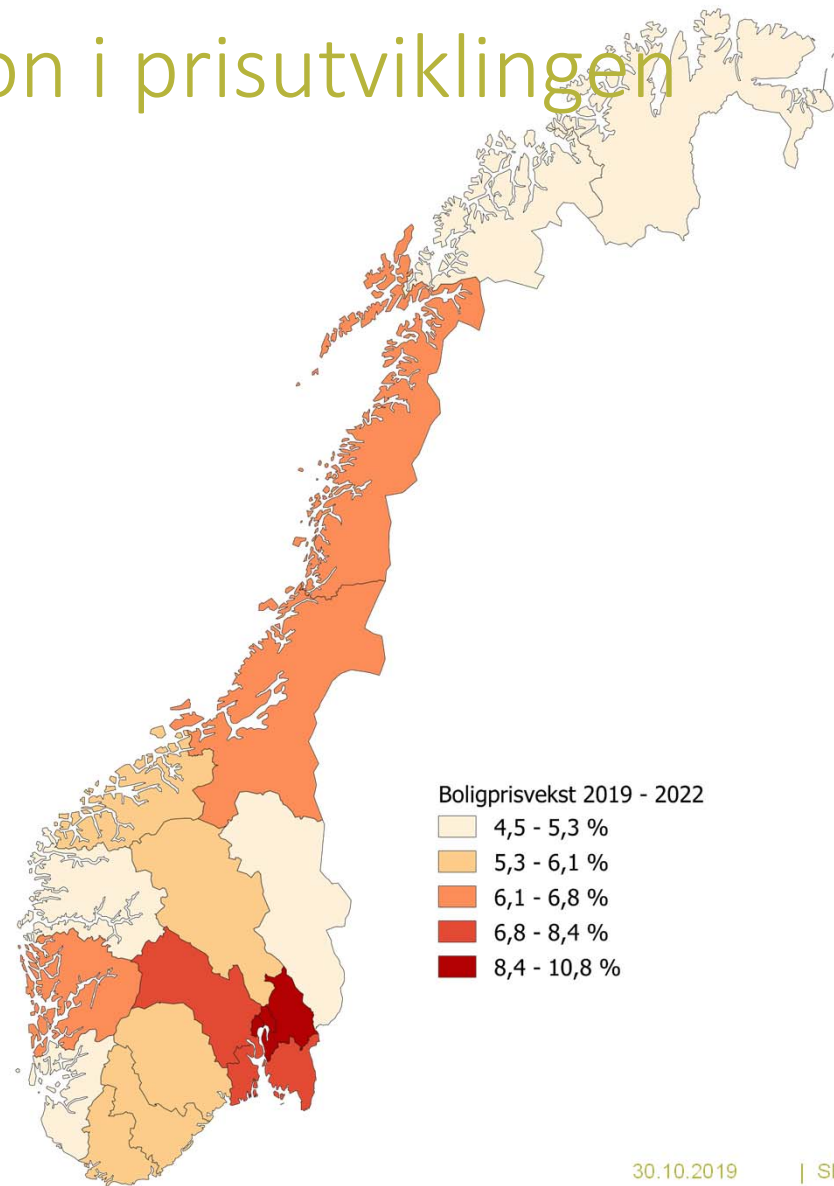 on i prisutviklingen
Boligprisvekst 2019 - 2022
4,5 - 5,3 %
5,3 - 6,1 %
6,1 - 6,8 %
6,8 - 8,4 %
8,4 - 10,8 %
30.10.2019 |